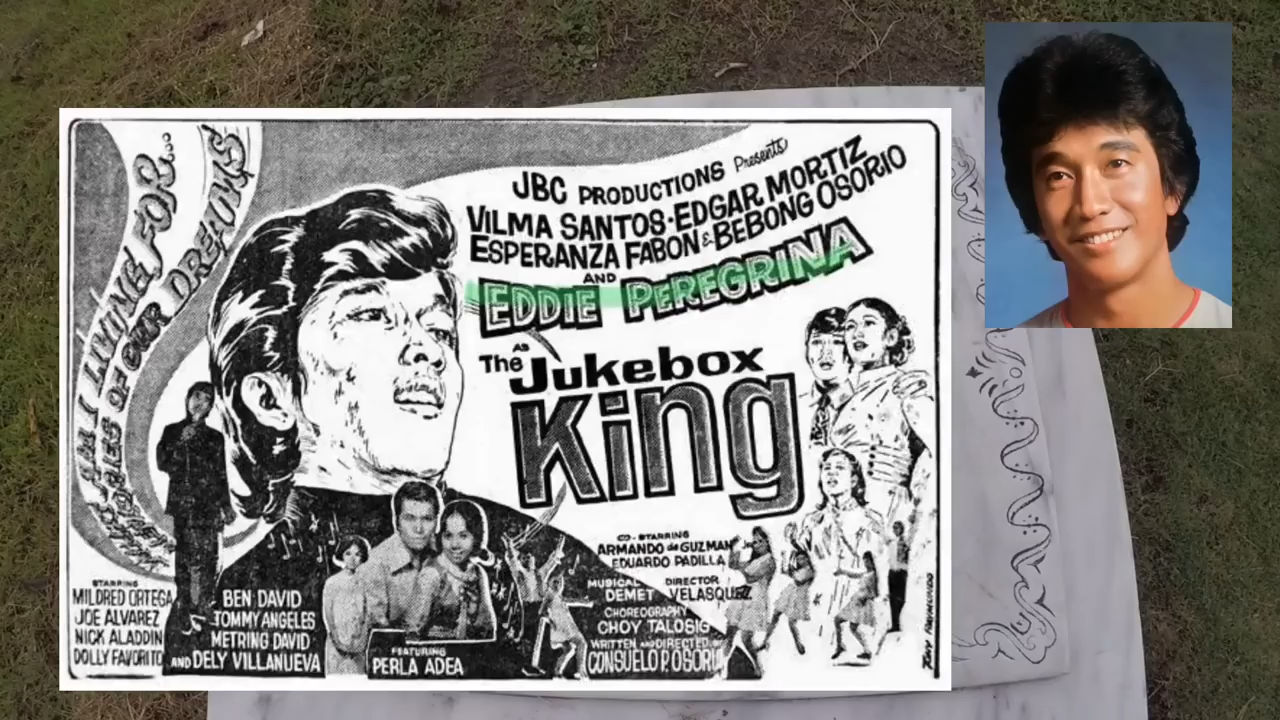 AM I LIVING FOR...
MEMORIES OF OUR DREAMS
JBC PRODUCTIONS Presents
VILMA SANTOS·EDGAR MORTIZ
ESPERANZA FABON & BEBONG OSORIO
AND
EDDIE PEREGRINA
AS
The Jukebox
King
CO-STARRING
ARMANDO de GUZMAN
EDUARDO PADILLA
MUSICAL DIRECTOR
DEMET VELASQUEZ
CHOREOGRAPHY
CHOY TALOSIG
WRITTEN AND DIRECTED BY
CONSUELO P. OSORIO
STARRING
MILDRED ORTEGA
JOE ALVAREZ
NICK ALADDIN
DOLLY FAVORITO
BEN DAVID
TOMMY ANGELES
METRING DAVID
AND DELY VILLANUEVA
FEATURING
PERLA ADEA